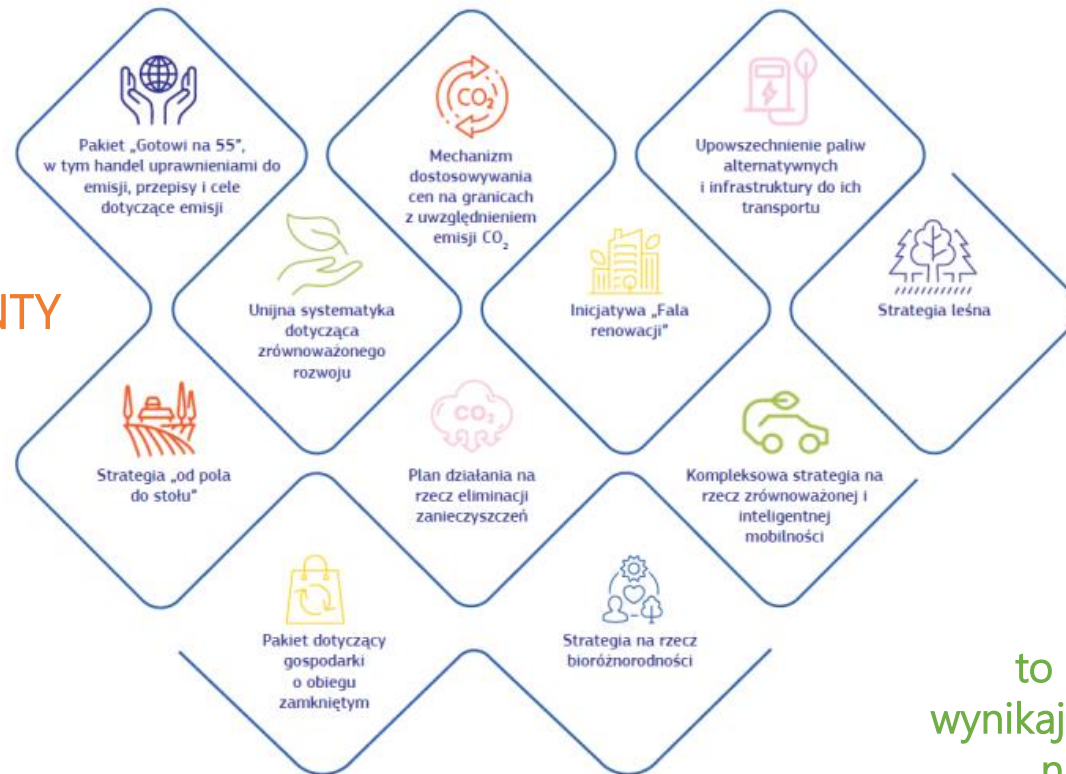 Pakiet „Gotowi na 55”,
w tym handel uprawnieniami do
emisji, przepisy i cele
dotyczące emisji
CO2
Mechanizm
dostosowywania
cen na granicach
z uwzględnieniem
emisji CO2
Upowszechnienie paliw
alternatywnych
i infrastruktury do ich
transportu
Unijna systematyka
dotycząca
zrównoważonego
rozwoju
Inicjatywa „Fala
renowacji”
Strategia leśna
NTY
Strategia „od pola
do stołu”
CO2
Plan działania na
rzecz eliminacji
zanieczyszczeń
Kompleksowa strategia na
rzecz zrównoważonej i
inteligentnej
mobilności
Pakiet dotyczący
gospodarki
o obiegu
zamkniętym
Strategia na rzecz
bioróżnorodności
to
wynikaj
n